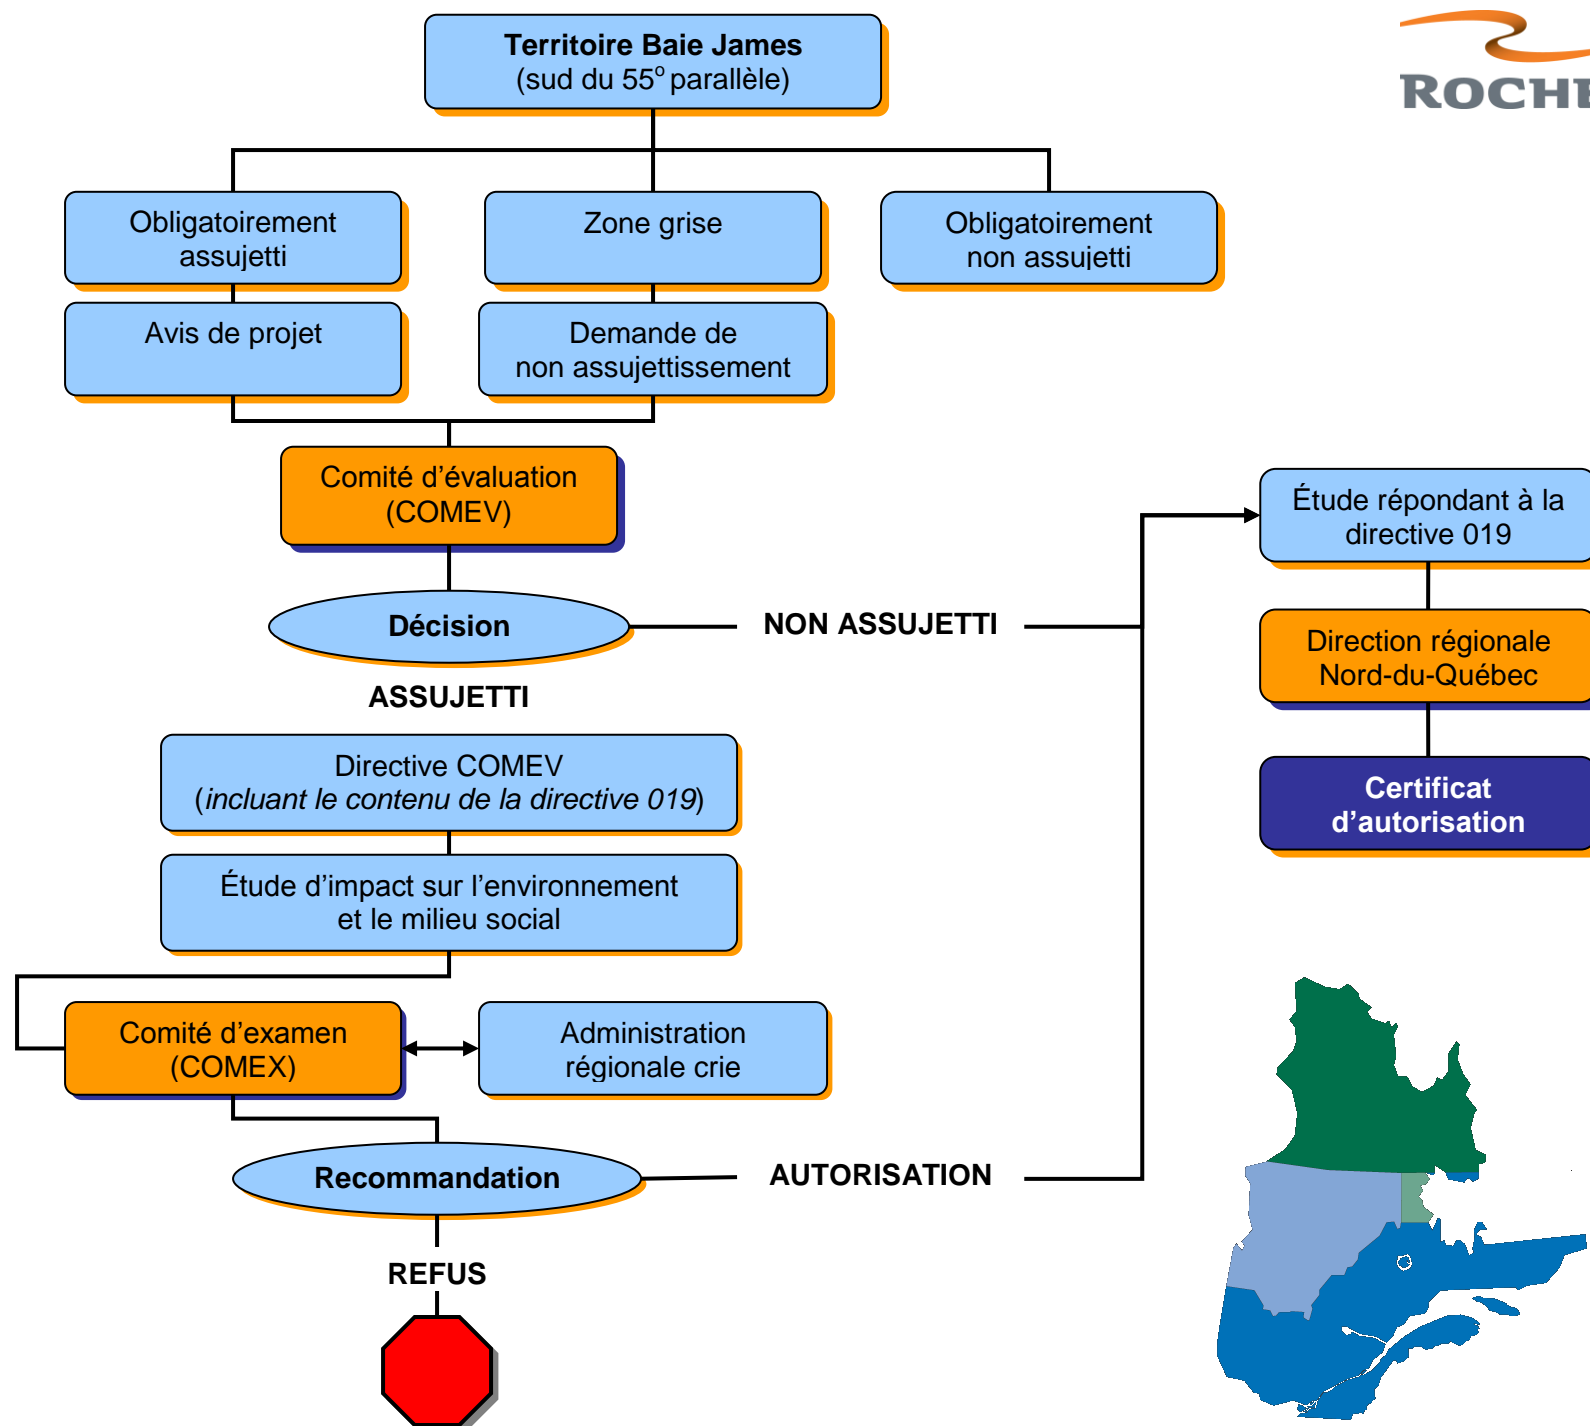 Territoire Baie James
(sud du 55º parallèle)
ROCHE
Obligatoirement
assujetti
Zone grise
Obligatoirement
non assujetti
Avis de projet
Demande de
non assujettissement
Comité d’évaluation
(COMEV)
Étude répondant à la
directive 019
Décision
NON ASSUJETTI
Direction régionale
Nord-du-Québec
ASSUJETTI
Directive COMEV
(incluant le contenu de la directive 019)
Certificat
d’autorisation
Étude d’impact sur l’environnement
et le milieu social
Comité d’examen
(COMEX)
Administration
régionale crie
Recommandation
AUTORISATION
REFUS